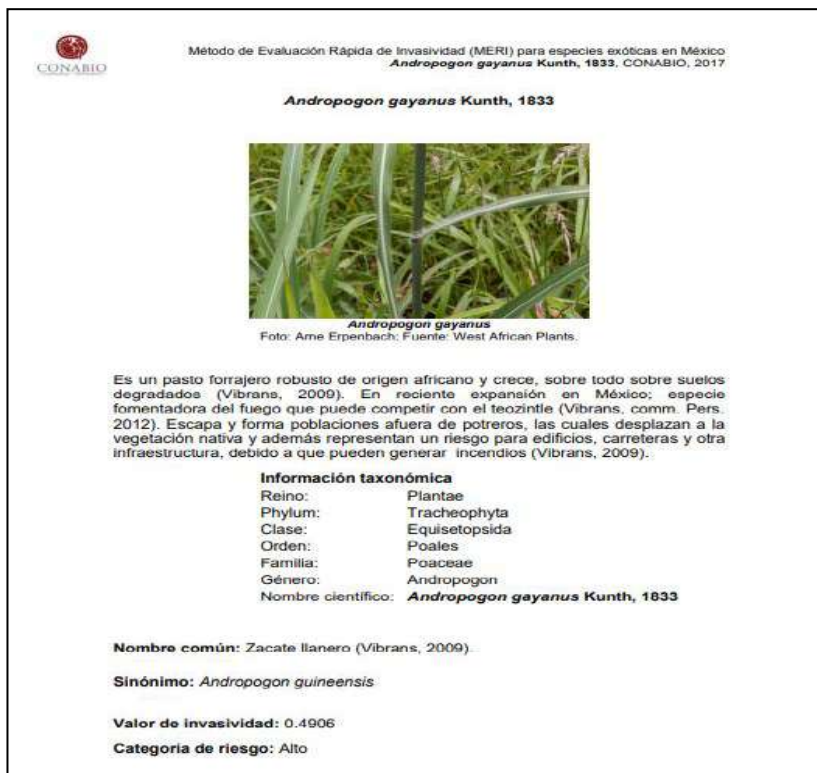 CONABIO
Método de Evaluación Rápida de Invasividad (MERI) para especies exóticas en México
Andropogon gayanus Kunth, 1833. CONABIO, 2017
Andropogon gayanus Kunth, 1833
Andropogon gayanus
Foto: Arne Erpenbach; Fuente: West African Plants.
Es un pasto forrajero robusto de origen africano y crece, sobre todo sobre suelos
degradados (Vibrans, 2009). En reciente expansión en México; especie
fomentadora del fuego que puede competir con el teozintle (Vibrans, comm. Pers.
2012). Escapa y forma poblaciones afuera de potreros, las cuales desplazan a la
vegetación nativa y además representan un riesgo para edificios, carreteras y otra
infraestructura, debido a que pueden generar incendios (Vibrans, 2009).
Información taxonómica
Reino: Plantae
Phylum: Tracheophyta
Clase: Equisetopsida
Orden: Poales
Familia: Poaceae
Género: Andropogon
Nombre científico: Andropogon gayanus Kunth, 1833
Nombre común: Zacate llanero (Vibrans, 2009).
Sinónimo: Andropogon guineensis
Valor de invasividad: 0.4906
Categoría de riesgo: Alto